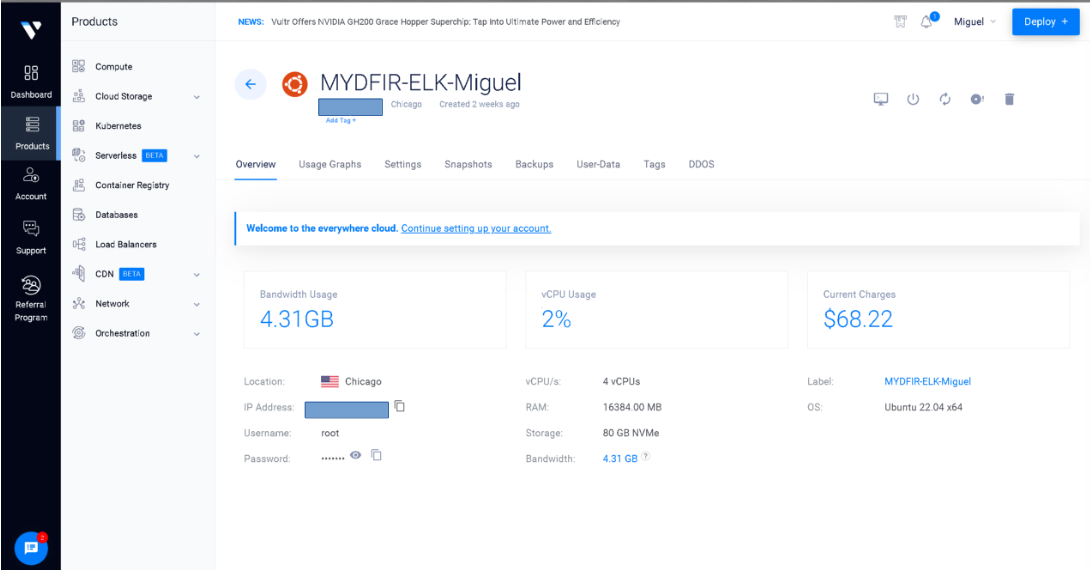 Products
NEWS: Vultr Offers NVIDIA GH200 Grace Hopper Superchip: Tap Into Ultimate Power and Efficiency
1
Miguel
Deploy +
Dashboard
Products
Account
Support
Referral
Program
2
Compute
Cloud Storage
Kubernetes
Serverless BETA
Container Registry
Databases
Load Balancers
CDN BETA
Network
Orchestration
MYDFIR-ELK-Miguel
Chicago Created 2 weeks ago
Add Tag +
Overview Usage Graphs Settings Snapshots Backups User-Data Tags DDOS
Welcome to the everywhere cloud. Continue setting up your account.
Bandwidth Usage
4.31GB
vCPU Usage
2%
Current Charges
$68.22
Location: Chicago
IP Address:
Username: root
Password: .......
vCPU/s: 4 vCPUs
RAM: 16384.00 MB
Storage: 80 GB NVMe
Bandwidth: 4.31 GB ?
Label: MYDFIR-ELK-Miguel
OS: Ubuntu 22.04 x64